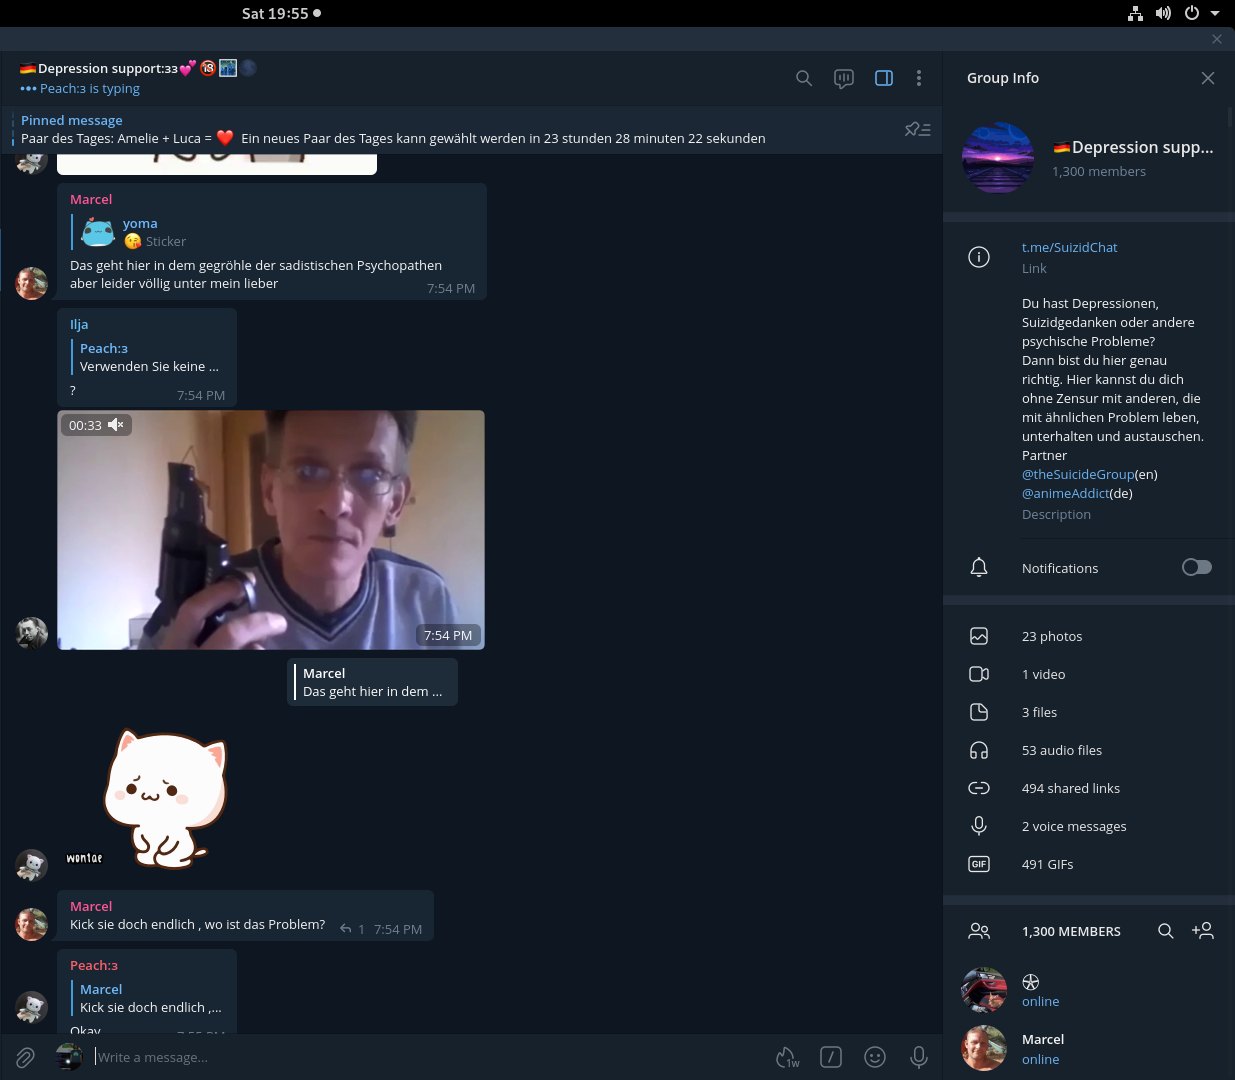 Sat 19:55
🇩🇪Depression support:зз💕🔞🌃🌑
Peach:з is typing
Pinned message
Paar des Tages: Amelie + Luca = ❤️ Ein neues Paar des Tages kann gewählt werden in 23 stunden 28 minuten 22 sekunden
Marcel
yoma
😘 Sticker
Das geht hier in dem gegröhle der sadistischen Psychopathen
aber leider völlig unter mein lieber
7:54 PM
Ilja
Peach:з
Verwenden Sie keine ...
?
7:54 PM
00:33
7:54 PM
Marcel
Das geht hier in dem ...
wontae
Marcel
Kick sie doch endlich , wo ist das Problem?
1 7:54 PM
Peach:з
Marcel
Kick sie doch endlich ,...
Okay
Write a message...
1w
Group Info
🇩🇪Depression supp...
1,300 members
t.me/SuizidChat
Link
Du hast Depressionen,
Suizidgedanken oder andere
psychische Probleme?
Dann bist du hier genau
richtig. Hier kannst du dich
ohne Zensur mit anderen, die
mit ähnlichen Problem leben,
unterhalten und austauschen.
Partner
@theSuicideGroup(en)
@animeAddict(de)
Description
Notifications
23 photos
1 video
3 files
53 audio files
494 shared links
2 voice messages
GIF
491 GIFs
1,300 MEMBERS
online
Marcel
online